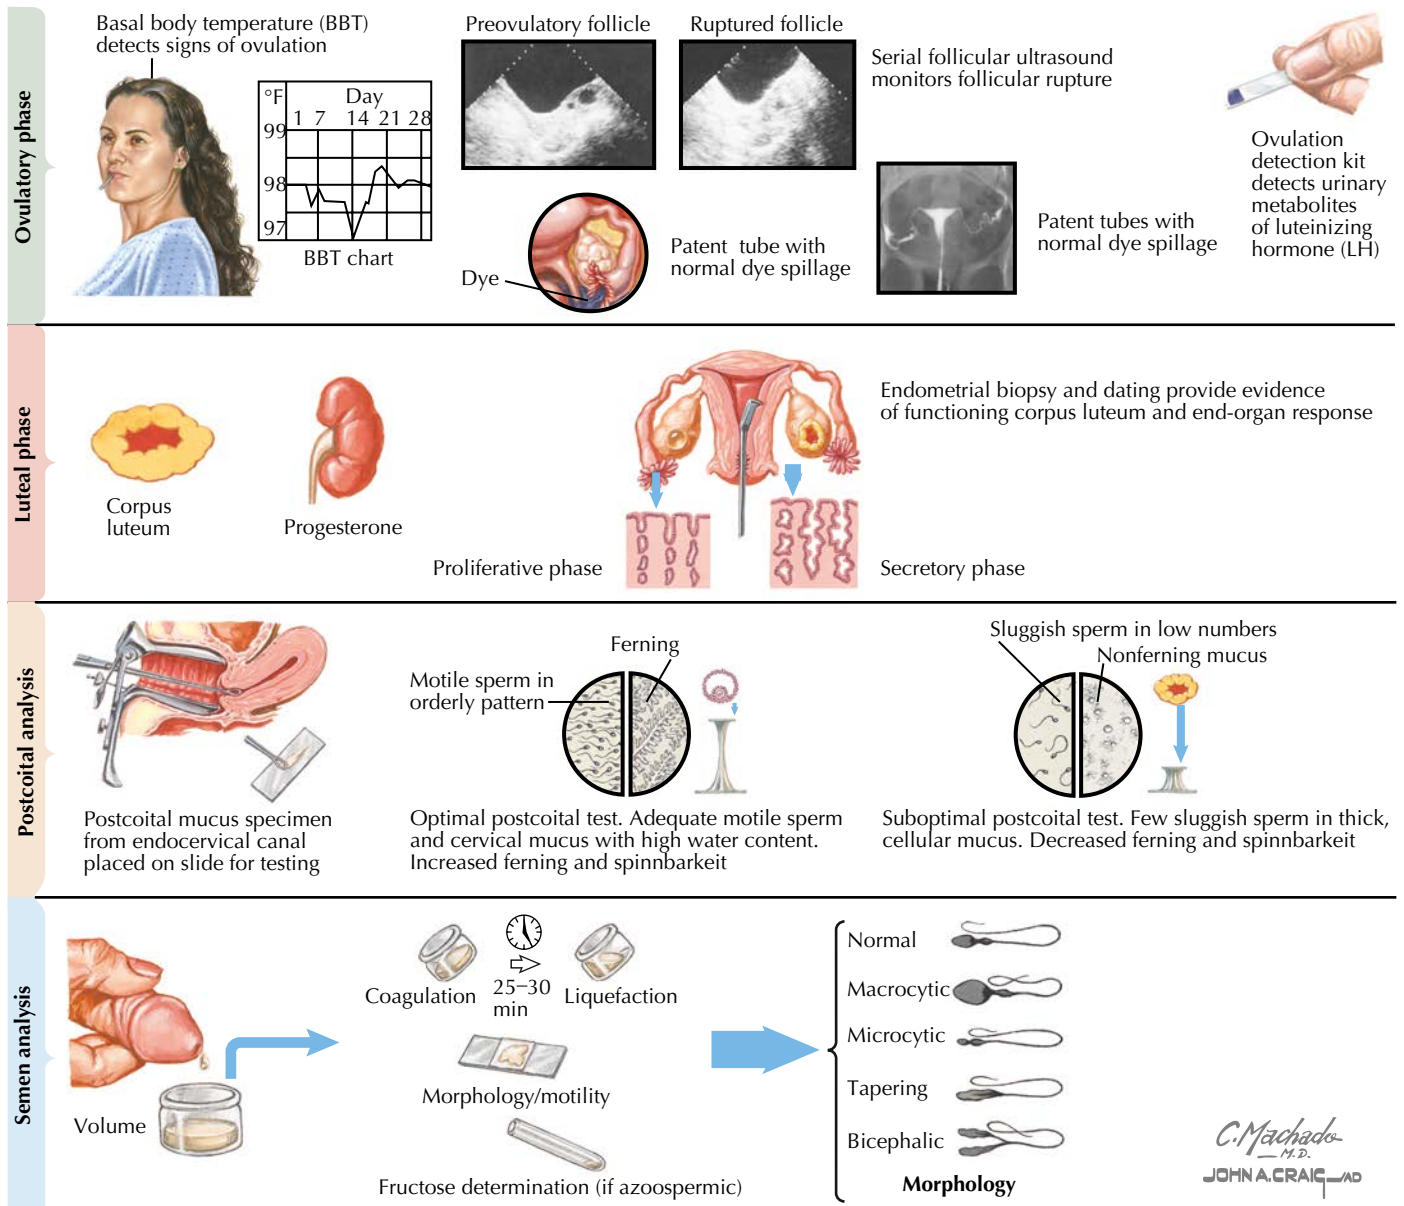 Ovulatory phase
Basal body temperature (BBT)
detects signs of ovulation
°F
Day
1 7 14 21 28
99
98
97
BBT chart
Preovulatory follicle
Ruptured follicle
Serial follicular ultrasound
monitors follicular rupture
Dye
Patent tube with
normal dye spillage
Patent tubes with
normal dye spillage
Ovulation
detection kit
detects urinary
metabolites
of luteinizing
hormone (LH)
Luteal phase
Corpus
luteum
Progesterone
Proliferative phase
Endometrial biopsy and dating provide evidence
of functioning corpus luteum and end-organ response
Secretory phase
Postcoital analysis
Postcoital mucus specimen
from endocervical canal
placed on slide for testing
Ferning
Motile sperm in
orderly pattern
Optimal postcoital test. Adequate motile sperm
and cervical mucus with high water content.
Increased ferning and spinnbarkeit
Sluggish sperm in low numbers
Nonferning mucus
Suboptimal postcoital test. Few sluggish sperm in thick,
cellular mucus. Decreased ferning and spinnbarkeit
Semen analysis
Volume
Coagulation
25–30
min
Liquefaction
Morphology/motility
Fructose determination (if azoospermic)
Normal
Macrocytic
Microcytic
Tapering
Bicephalic
Morphology
C. Machado
M.D.
JOHN A. CRAIG AD